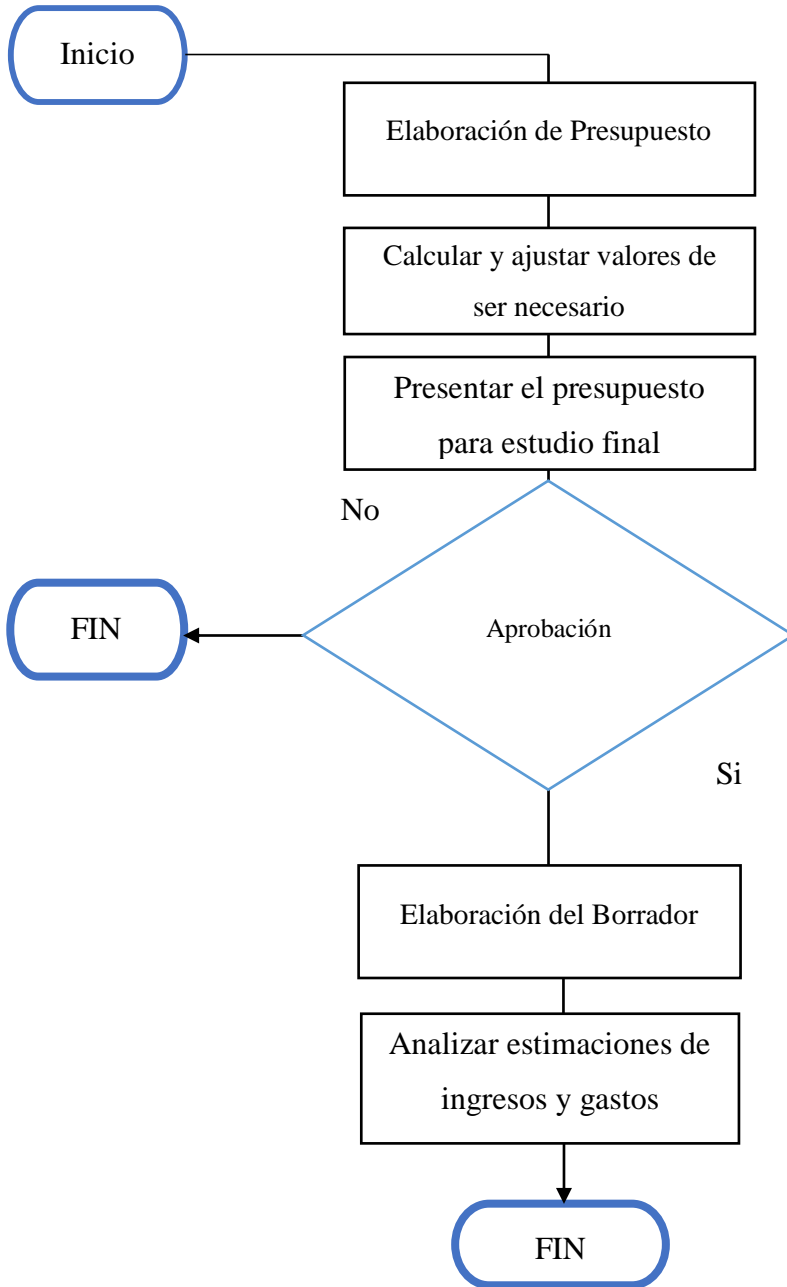 Inicio
Elaboración de Presupuesto
Calcular y ajustar valores de
ser necesario
Presentar el presupuesto
para estudio final
No
FIN
Aprobación
Si
Elaboración del Borrador
Analizar estimaciones de
ingresos y gastos
FIN